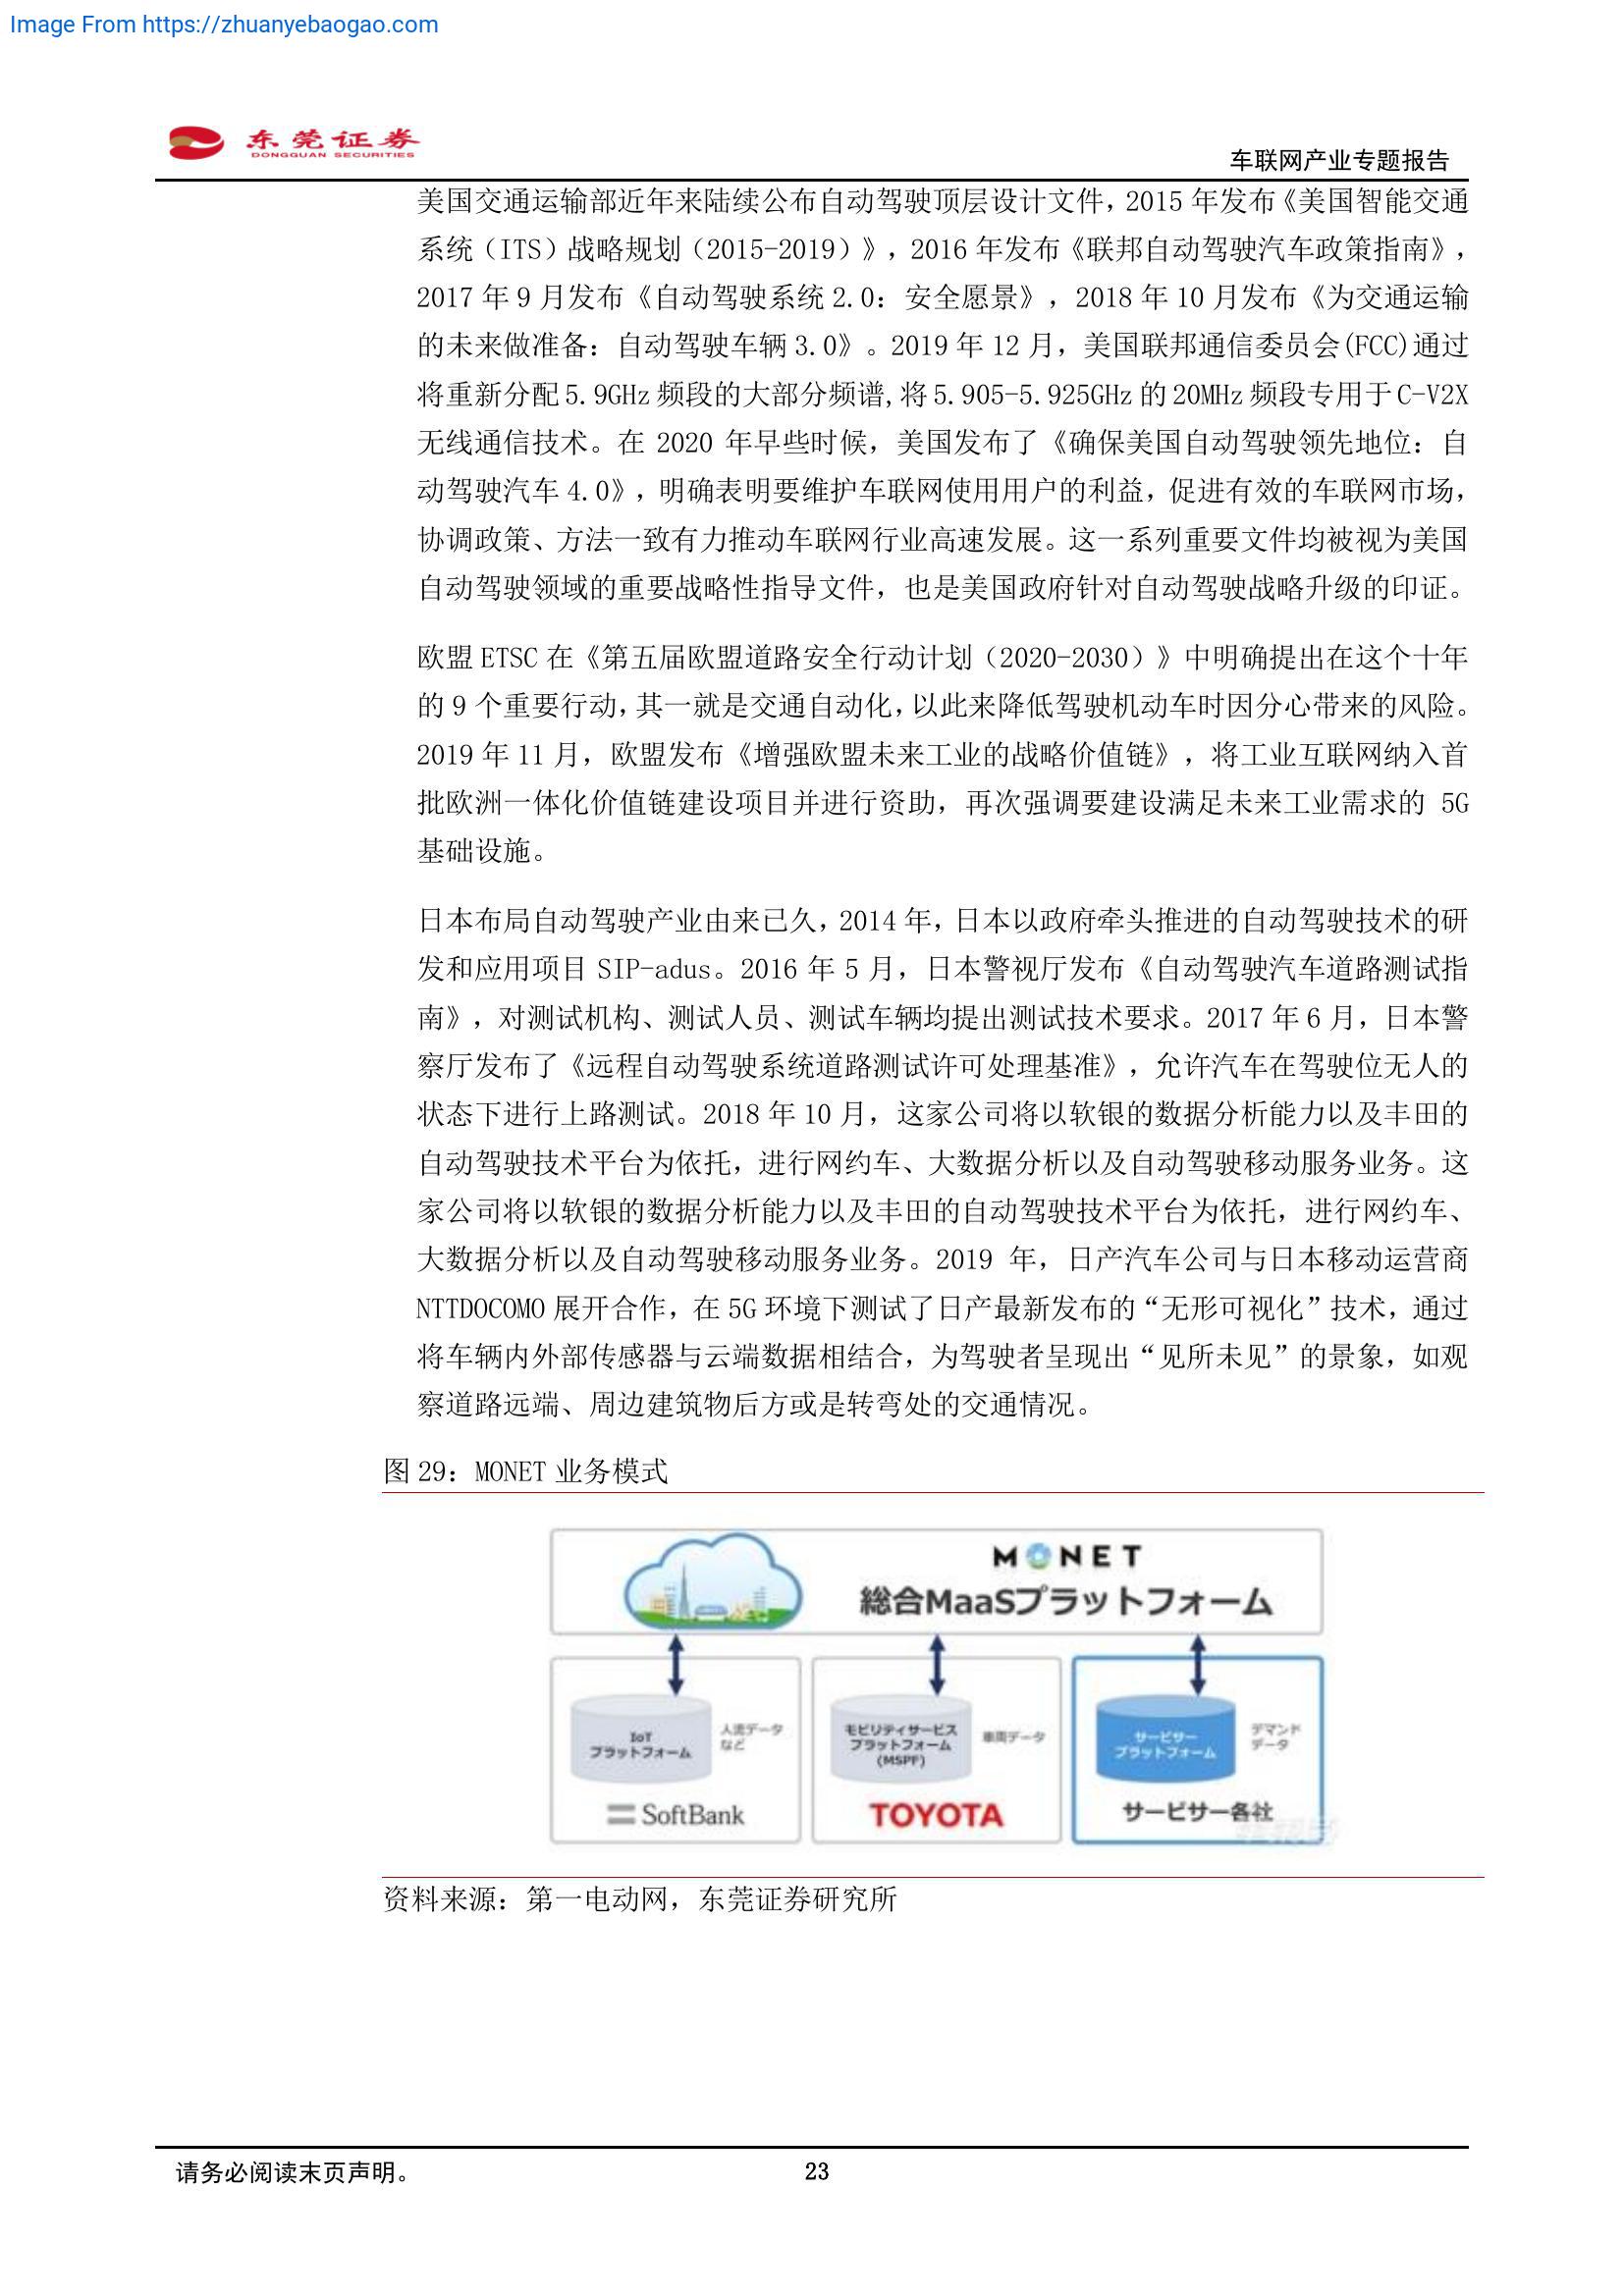 Image From https://zhuanyebaogao.com
东莞证券
DONGGUAN SECURITIES
车联网产业专题报告
美国交通运输部近年来陆续公布自动驾驶顶层设计文件，2015 年发布《美国智能交通
系统（ITS）战略规划（2015-2019）》，2016 年发布《联邦自动驾驶汽车政策指南》，
2017 年 9 月发布《自动驾驶系统 2.0：安全愿景》，2018 年 10 月发布《为交通运输
的未来做准备：自动驾驶车辆 3.0》。2019 年 12 月，美国联邦通信委员会(FCC)通过
将重新分配 5.9GHz 频段的大部分频谱,将 5.905-5.925GHz 的 20MHz 频段专用于 C-V2X
无线通信技术。在 2020 年早些时候，美国发布了《确保美国自动驾驶领先地位：自
动驾驶汽车 4.0》，明确表明要维护车联网使用用户的利益，促进有效的车联网市场，
协调政策、方法一致有力推动车联网行业高速发展。这一系列重要文件均被视为美国
自动驾驶领域的重要战略性指导文件，也是美国政府针对自动驾驶战略升级的印证。
欧盟 ETSC 在《第五届欧盟道路安全行动计划（2020-2030）》中明确提出在这个十年
的 9 个重要行动，其一就是交通自动化，以此来降低驾驶机动车时因分心带来的风险。
2019 年 11 月，欧盟发布《增强欧盟未来工业的战略价值链》，将工业互联网纳入首
批欧洲一体化价值链建设项目并进行资助，再次强调要建设满足未来工业需求的 5G
基础设施。
日本布局自动驾驶产业由来已久，2014 年，日本以政府牵头推进的自动驾驶技术的研
发和应用项目 SIP-adus。2016 年 5 月，日本警视厅发布《自动驾驶汽车道路测试指
南》，对测试机构、测试人员、测试车辆均提出测试技术要求。2017 年 6 月，日本警
察厅发布了《远程自动驾驶系统道路测试许可处理基准》，允许汽车在驾驶位无人的
状态下进行上路测试。2018 年 10 月，这家公司将以软银的数据分析能力以及丰田的
自动驾驶技术平台为依托，进行网约车、大数据分析以及自动驾驶移动服务业务。这
家公司将以软银的数据分析能力以及丰田的自动驾驶技术平台为依托，进行网约车、
大数据分析以及自动驾驶移动服务业务。2019 年，日产汽车公司与日本移动运营商
NTTDOCOMO 展开合作，在 5G 环境下测试了日产最新发布的“无形可视化”技术，通过
将车辆内外部传感器与云端数据相结合，为驾驶者呈现出“见所未见”的景象，如观
察道路远端、周边建筑物后方或是转弯处的交通情况。
图 29：MONET 业务模式
MONET
総合MaaSプラットフォーム
IoT
プラットフォーム
人流データ
など
SoftBank
モビリティサービス
プラットフォーム
(MSPF)
車両データ
TOYOTA
サービサー
プラットフォーム
デマンド
データ
サービサー各社
资料来源：第一电动网，东莞证券研究所
请务必阅读末页声明。
23